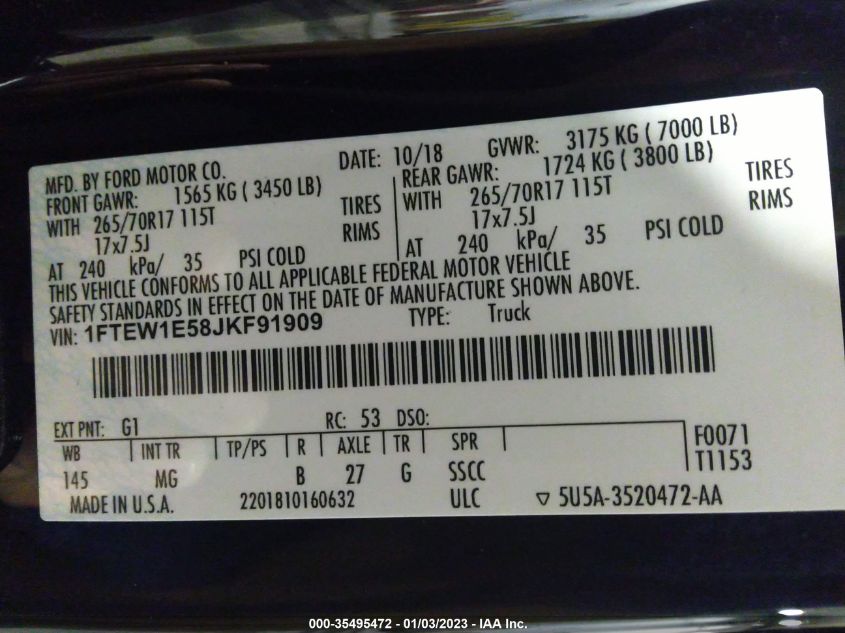 MFD. BY FORD MOTOR CO. DATE: 10/18 GVWR: 3175 KG ( 7000 LB)
FRONT GAWR: 1565 KG ( 3450 LB) REAR GAWR: 1724 KG ( 3800 LB)
WITH 265/70R17 115T TIRES WITH 265/70R17 115T TIRES
17x7.5J RIMS 17x7.5J RIMS
AT 240 kPa/ 35 PSI COLD AT 240 kPa/ 35 PSI COLD
THIS VEHICLE CONFORMS TO ALL APPLICABLE FEDERAL MOTOR VEHICLE
SAFETY STANDARDS IN EFFECT ON THE DATE OF MANUFACTURE SHOWN ABOVE.
VIN: 1FTEW1E58JKF91909 TYPE: Truck
EXT PNT: G1 RC: 53 DSO:
WB INT TR TP/PS R AXLE TR SPR F0071
145 MG B 27 G SSCC T1153
MADE IN U.S.A. 2201810160632 ULC ▽ 5U5A-3520472-AA
000-35495472 - 01/03/2023 - IAA Inc.